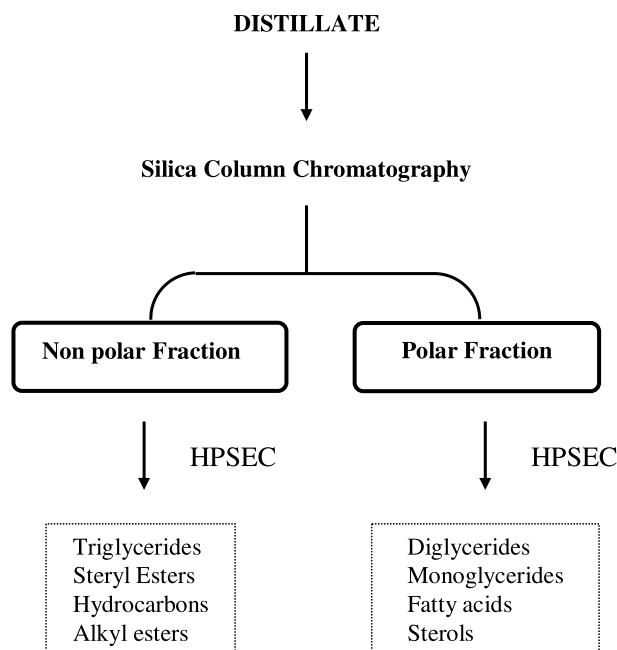 DISTILLATE
Silica Column Chromatography
Non polar Fraction
Polar Fraction
HPSEC
HPSEC
Triglycerides
Steryl Esters
Hydrocarbons
Alkyl esters
Diglycerides
Monoglycerides
Fatty acids
Sterols